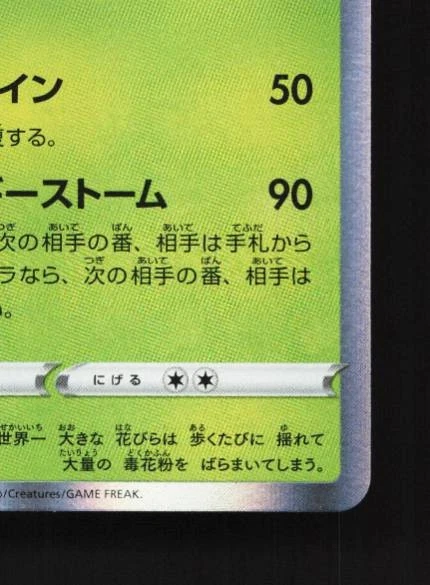 イン 50
復する。
ーストーム 90
次の相手の番、相手は手札から
ラなら、次の相手の番、相手は
。
にげる
世界一 大きな 花びらは 歩くたびに 揺れて
大量の 毒花粉を ばらまいてしまう。
/Creatures/GAME FREAK.